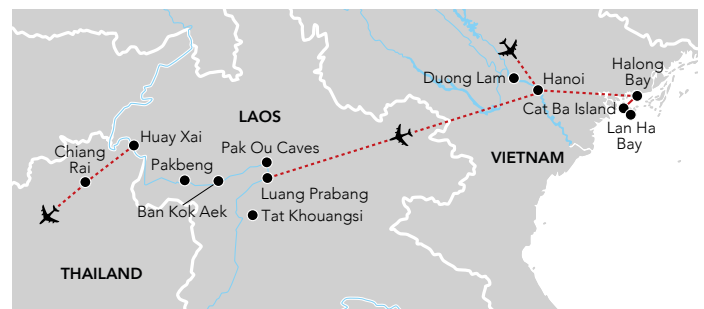 Halong
Bay
Duong Lam
Hanoi
Cat Ba Island
Lan Ha
Bay
LAOS
VIETNAM
Huay Xai
Chiang
Rai
Pakbeng
Pak Ou Caves
Luang Prabang
Ban Kok Aek
Tat Khouangsi
THAILAND